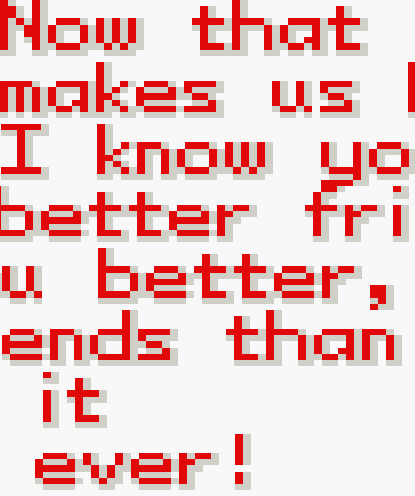 Now that
makes us
I know yo
better fri
u better,
ends than
it
ever!